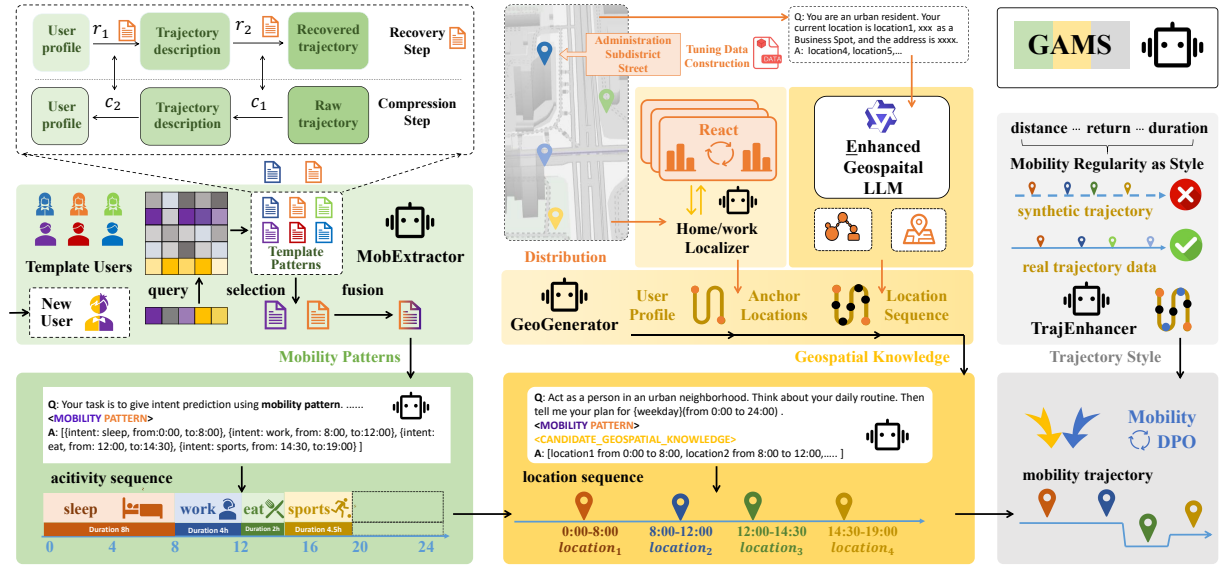 User
profile
r₁
Trajectory
description
r₂
Recovered
trajectory
Recovery
Step
c₂
c₁
User
profile
Trajectory
description
Raw
trajectory
Compression
Step
Template Users
New
User
query
Template
Patterns
selection
fusion
MobExtractor
Mobility Patterns
Q: Your task is to give intent prediction using mobility pattern. ......
<MOBILITY PATTERN>
A: [{intent: sleep, from:0:00, to:8:00}, {intent: work, from: 8:00, to:12:00}, {intent:
eat, from: 12:00, to:14:30}, {intent: sports, from: 14:30, to:19:00} ]
acitivity sequence
sleep
work
eat
sports
Duration 8h
Duration 4h
Duration 2h
Duration 4.5h
0
4
8
12
16
20
24
Administration
Subdistrict
Street
Tuning Data
Construction
DATA
Q: You are an urban resident. Your
current location is location1, xxx as a
Business Spot, and the address is xxxx.
A: location4, location5,...
React
Home/work
Localizer
Enhanced
Geospaital
LLM
Distribution
GeoGenerator
User
Profile
Anchor
Locations
Location
Sequence
Geospatial Knowledge
Q: Act as a person in an urban neighborhood. Think about your daily routine. Then
tell me your plan for {weekday}(from 0:00 to 24:00) .
<MOBILITY PATTERN>
<CANDIDATE_GEOSPATIAL_KNOWLEDGE>
A: [location1 from 0:00 to 8:00, location2 from 8:00 to 12:00,..... ]
location sequence
0:00-8:00
location₁
8:00-12:00
location₂
12:00-14:30
location₃
14:30-19:00
location₄
GAMS
distance ... return ... duration
Mobility Regularity as Style
synthetic trajectory
real trajectory data
TrajEnhancer
Trajectory Style
Mobility
DPO
mobility trajectory